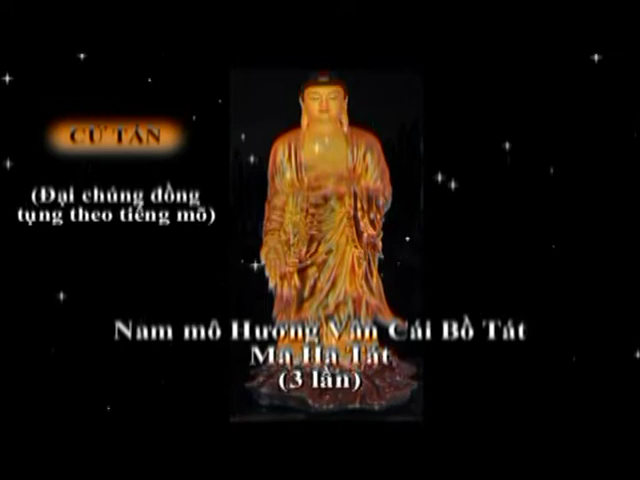 CỬ TÁN
(Đại chúng đồng
tụng theo tiếng mõ)
Nam mô Hương Vân Cái Bồ Tát
Ma Ha Tát
(3 lần)